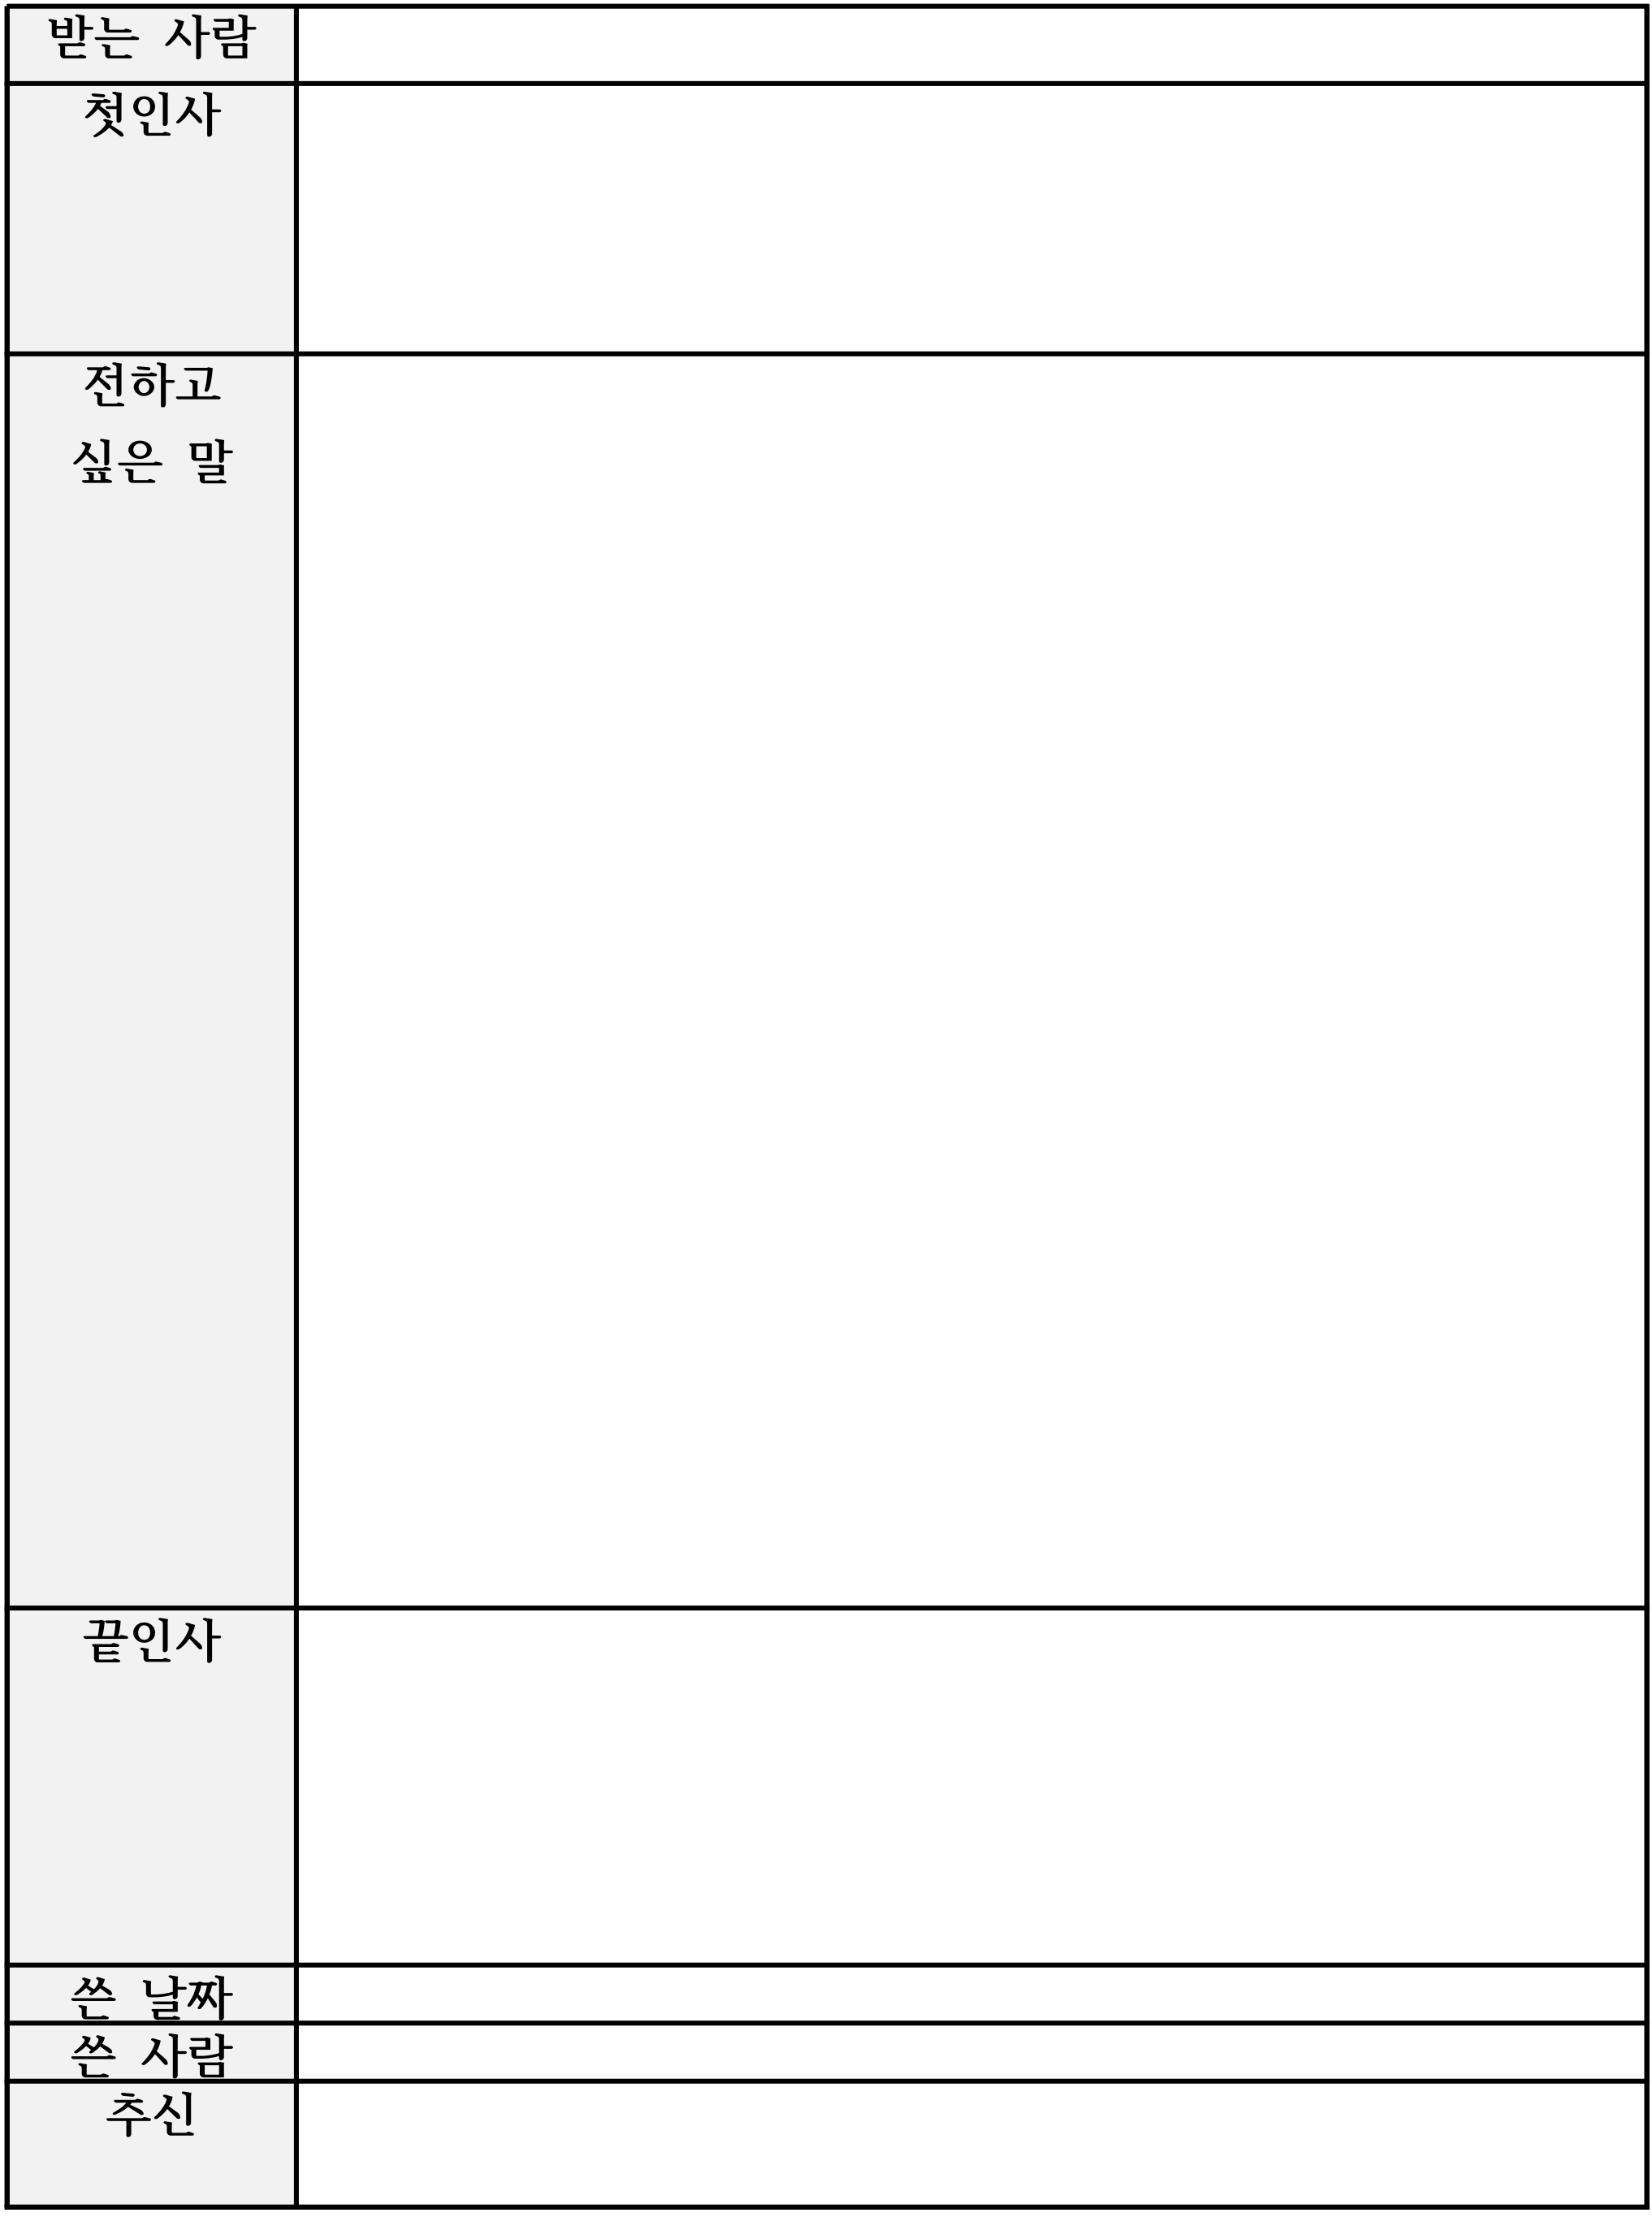 받는 사람
첫인사
전하고
싶은 말
끝인사
쓴 날짜
쓴 사람
추신